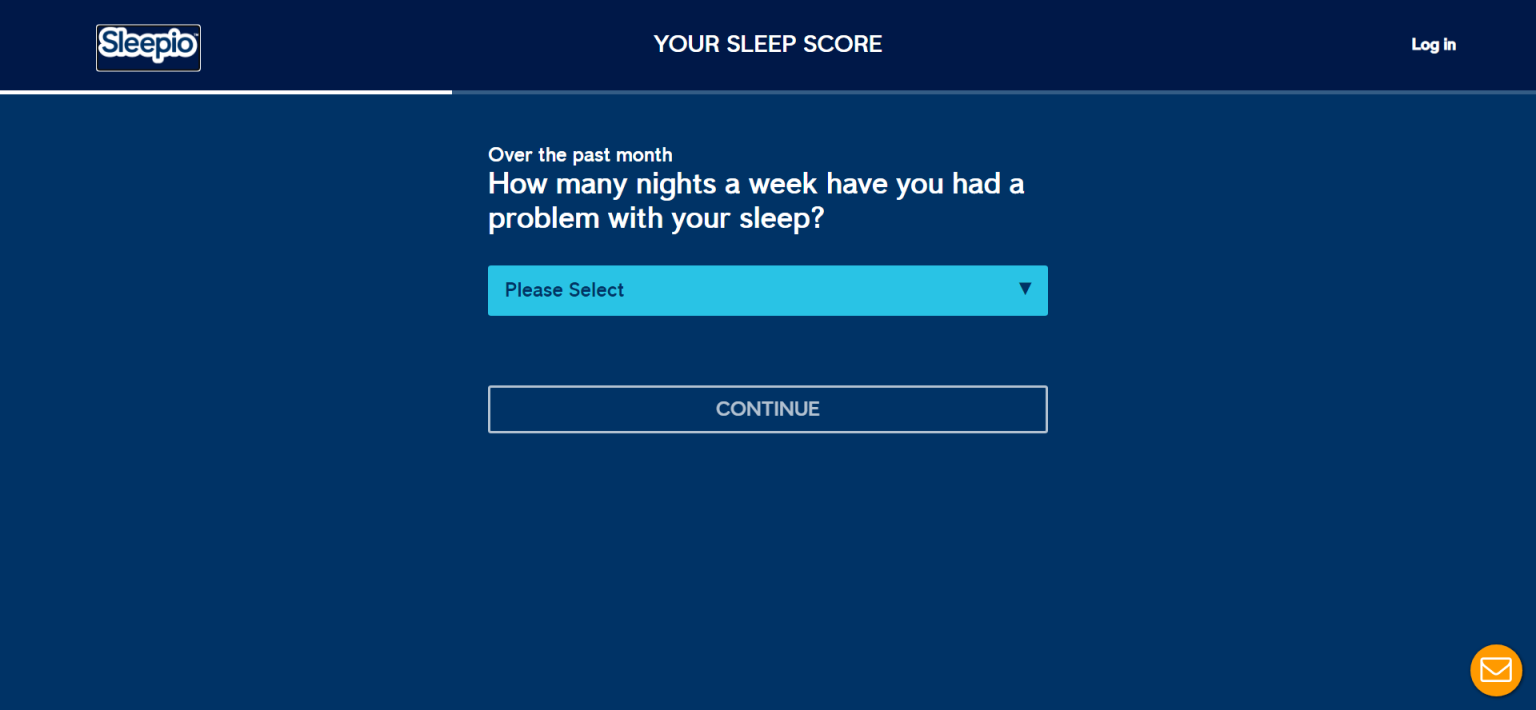 Sleepio™
YOUR SLEEP SCORE
Log in
Over the past month
How many nights a week have you had a
problem with your sleep?
Please Select
CONTINUE